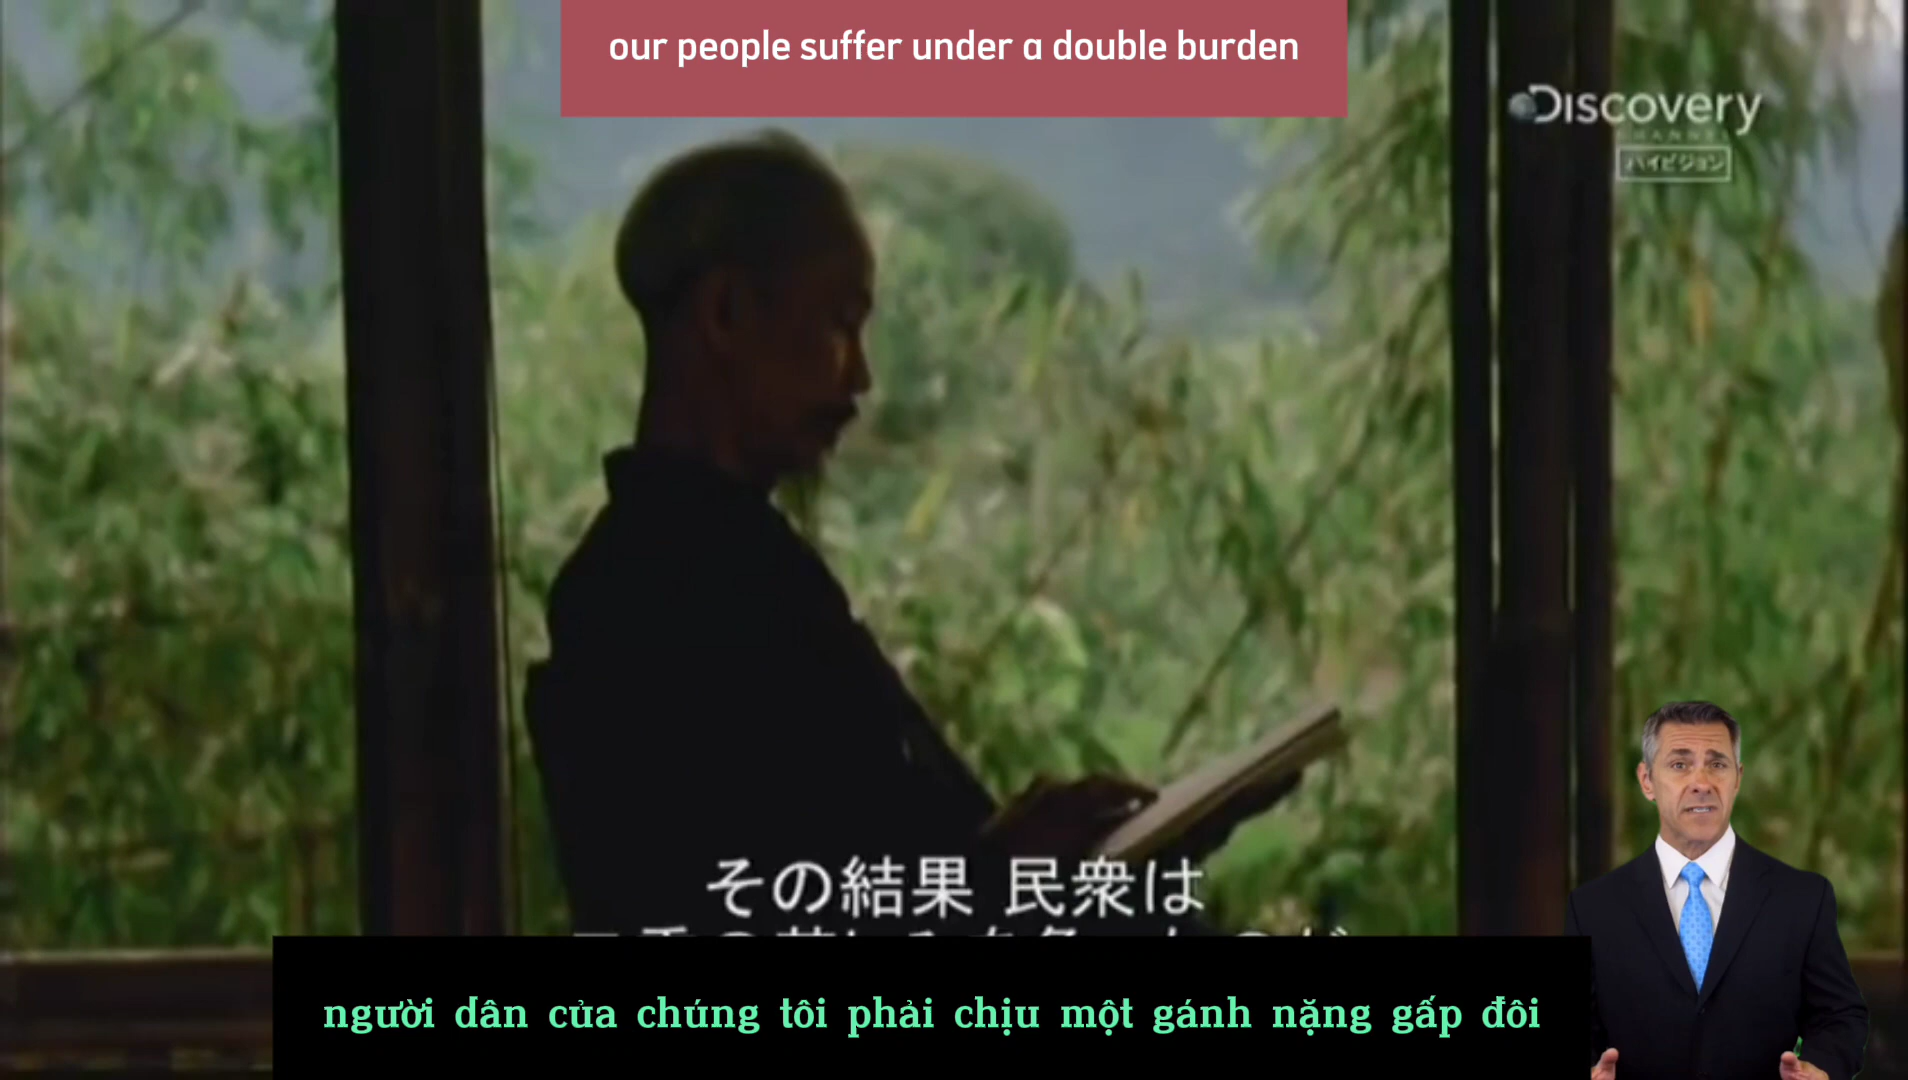 our people suffer under a double burden
Discovery
CHANNEL
ハイビジョン
その結果 民衆は
người dân của chúng tôi phải chịu một gánh nặng gấp đôi